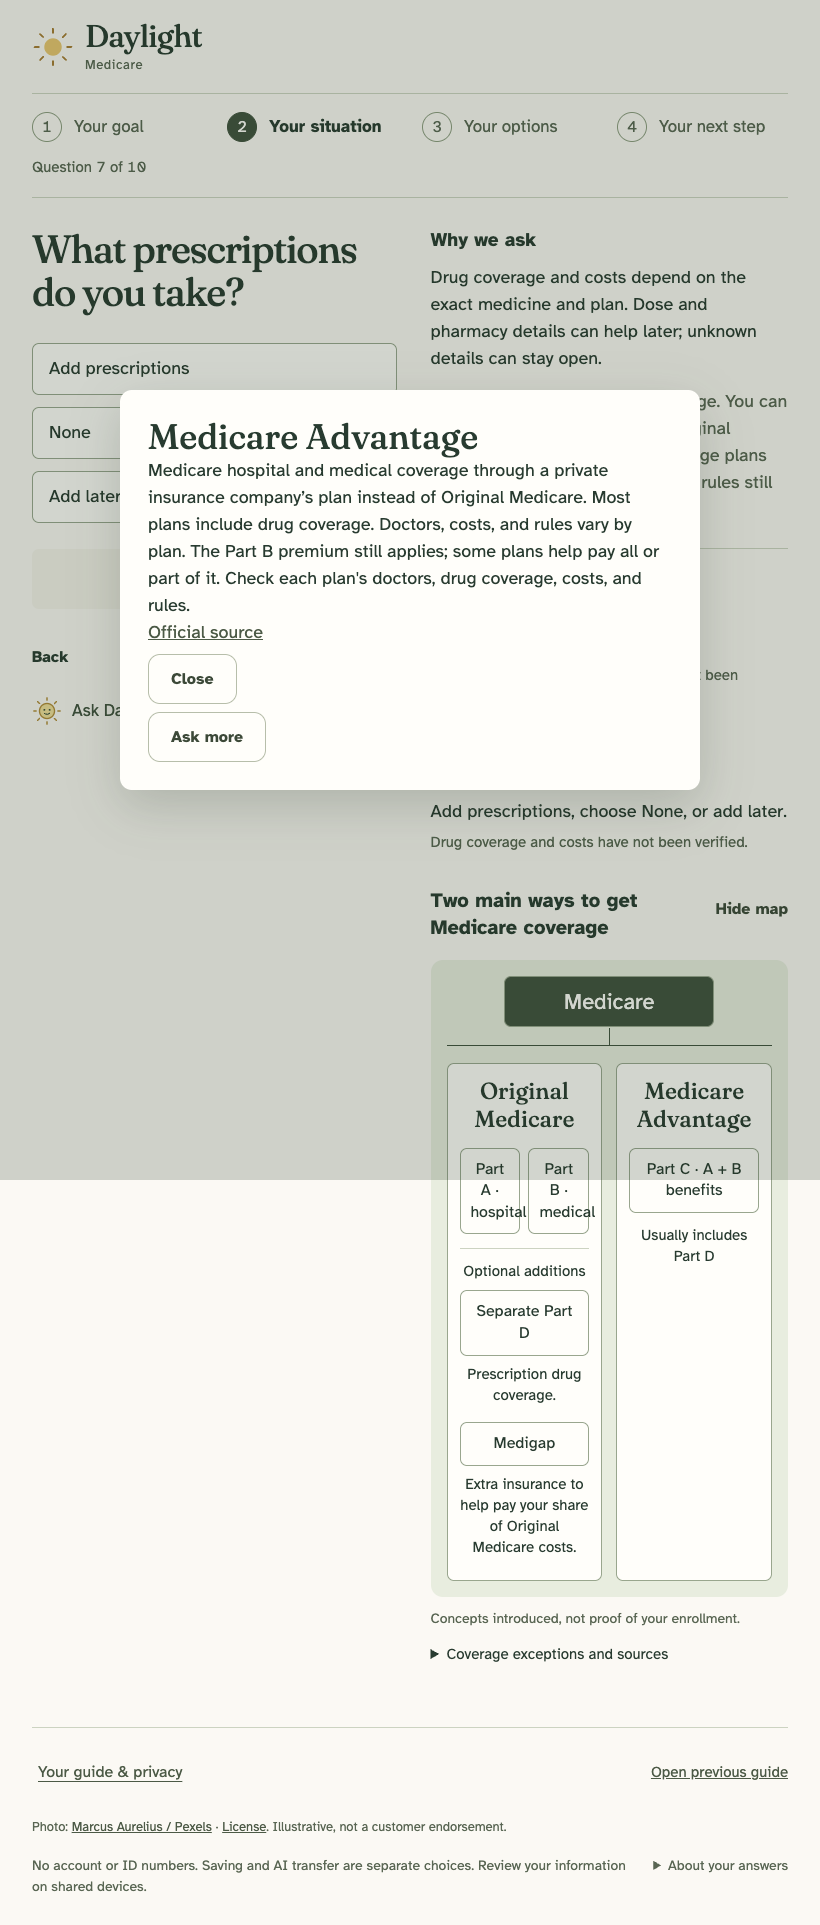 Daylight
Medicare
1 Your goal
2 Your situation
3 Your options
4 Your next step
Question 7 of 10
What prescriptions
do you take?
Add prescriptions
None
Add later
Back
Ask Da
Why we ask
Drug coverage and costs depend on the
exact medicine and plan. Dose and
pharmacy details can help later; unknown
details can stay open.
ge. You can
ginal
ge plans
rules still
been
Medicare Advantage
Medicare hospital and medical coverage through a private
insurance company’s plan instead of Original Medicare. Most
plans include drug coverage. Doctors, costs, and rules vary by
plan. The Part B premium still applies; some plans help pay all or
part of it. Check each plan's doctors, drug coverage, costs, and
rules.
Official source
Close
Ask more
Add prescriptions, choose None, or add later.
Drug coverage and costs have not been verified.
Two main ways to get
Medicare coverage
Hide map
Medicare
Original
Medicare
Part
A ·
hospital
Part
B ·
medical
Optional additions
Separate Part
D
Prescription drug
coverage.
Medigap
Extra insurance to
help pay your share
of Original
Medicare costs.
Medicare
Advantage
Part C · A + B
benefits
Usually includes
Part D
Concepts introduced, not proof of your enrollment.
▶ Coverage exceptions and sources
Your guide & privacy
Open previous guide
Photo: Marcus Aurelius / Pexels · License. Illustrative, not a customer endorsement.
No account or ID numbers. Saving and AI transfer are separate choices. Review your information
on shared devices.
▶ About your answers